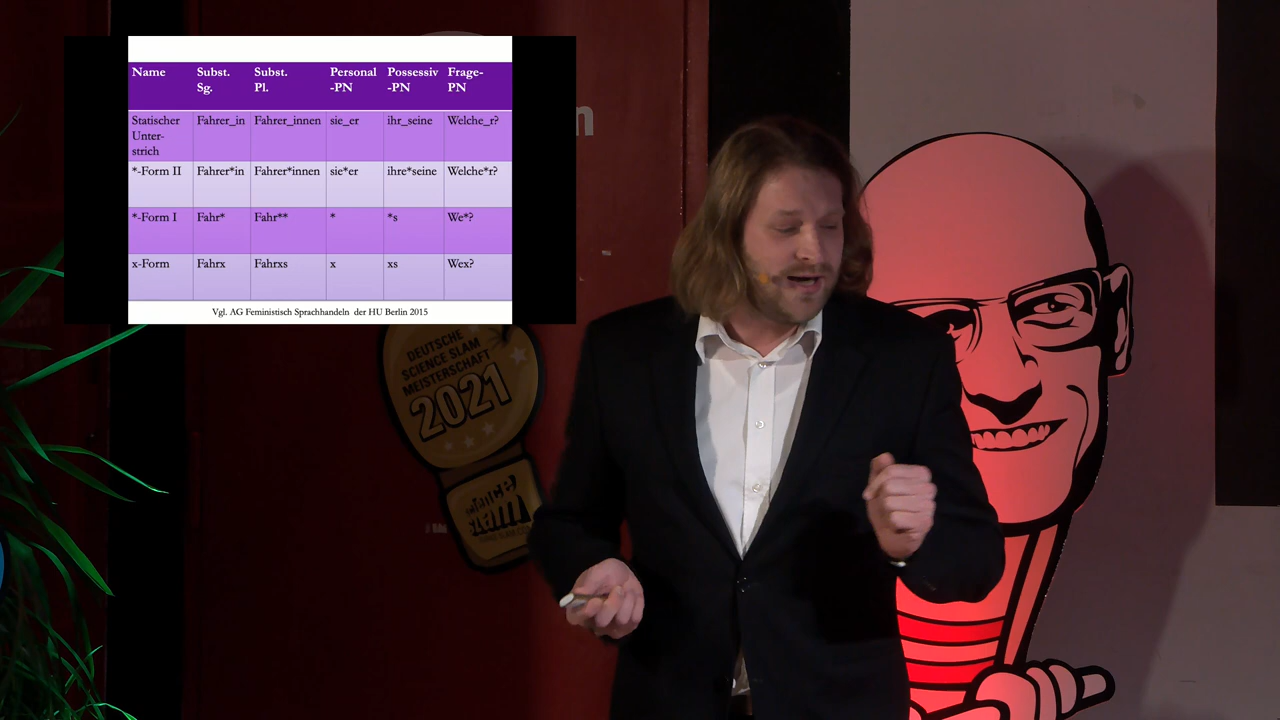 Name Subst. Sg. Subst. Pl. Personal -PN Possessiv -PN Frage- PN
Statischer Unter- strich Fahrer_in Fahrer_innen sie_er ihr_seine Welche_r?
*-Form II Fahrer*in Fahrer*innen sie*er ihre*seine Welche*r?
*-Form I Fahr* Fahr** * *s We*?
x-Form Fahrx Fahrxs x xs Wex?
Vgl. AG Feministisch Sprachhandeln der HU Berlin 2015
DEUTSCHE
SCIENCE SLAM
MEISTERSCHAFT
2021
science
slam